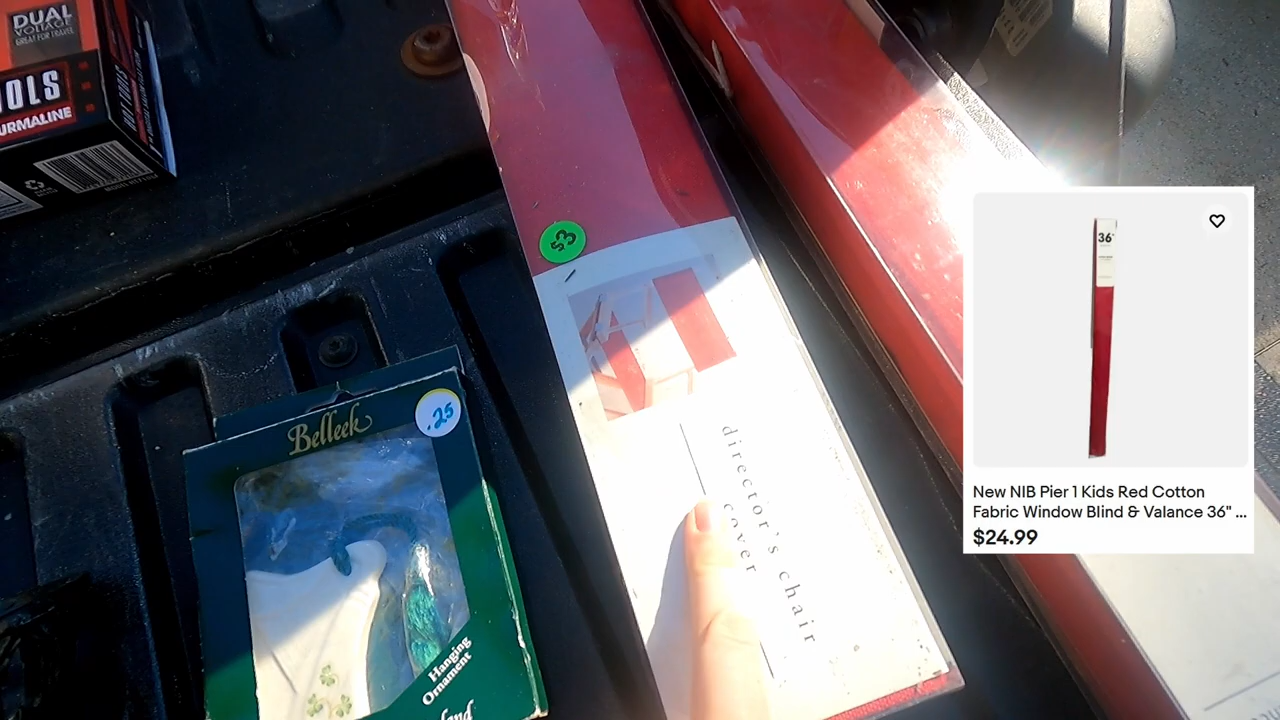 DUAL
VOLTAGE
GREAT FOR TRAVEL
OLS
URMALINE
$3
Belleek
.25
Hanging
Ornament
director's chair
cover
36"
New NIB Pier 1 Kids Red Cotton
Fabric Window Blind & Valance 36" ...
$24.99